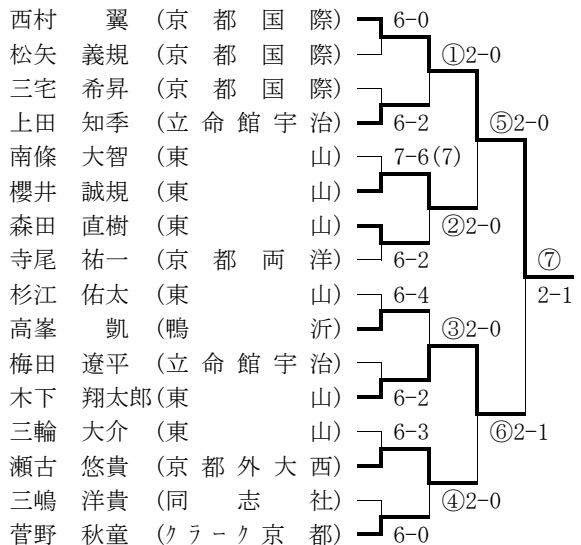 西村 翼 (京都国際) 6-0
松矢 義規 (京都国際) ①2-0
三宅 希昇 (京都国際)
上田 知季 (立命館宇治) 6-2 ⑤2-0
南條 大智 (東山) 7-6(7)
櫻井 誠規 (東山)
森田 直樹 (東山) ②2-0
寺尾 祐一 (京都両洋) 6-2 ⑦
杉江 佑太 (東山) 6-4 2-1
高峯 凱 (鴨沂) ③2-0
梅田 遼平 (立命館宇治)
木下 翔太郎 (東山) 6-2
三輪 大介 (東山) 6-3 ⑥2-1
瀬古 悠貴 (京都外大西)
三嶋 洋貴 (同志社) ④2-0
菅野 秋童 (クラーク京都) 6-0